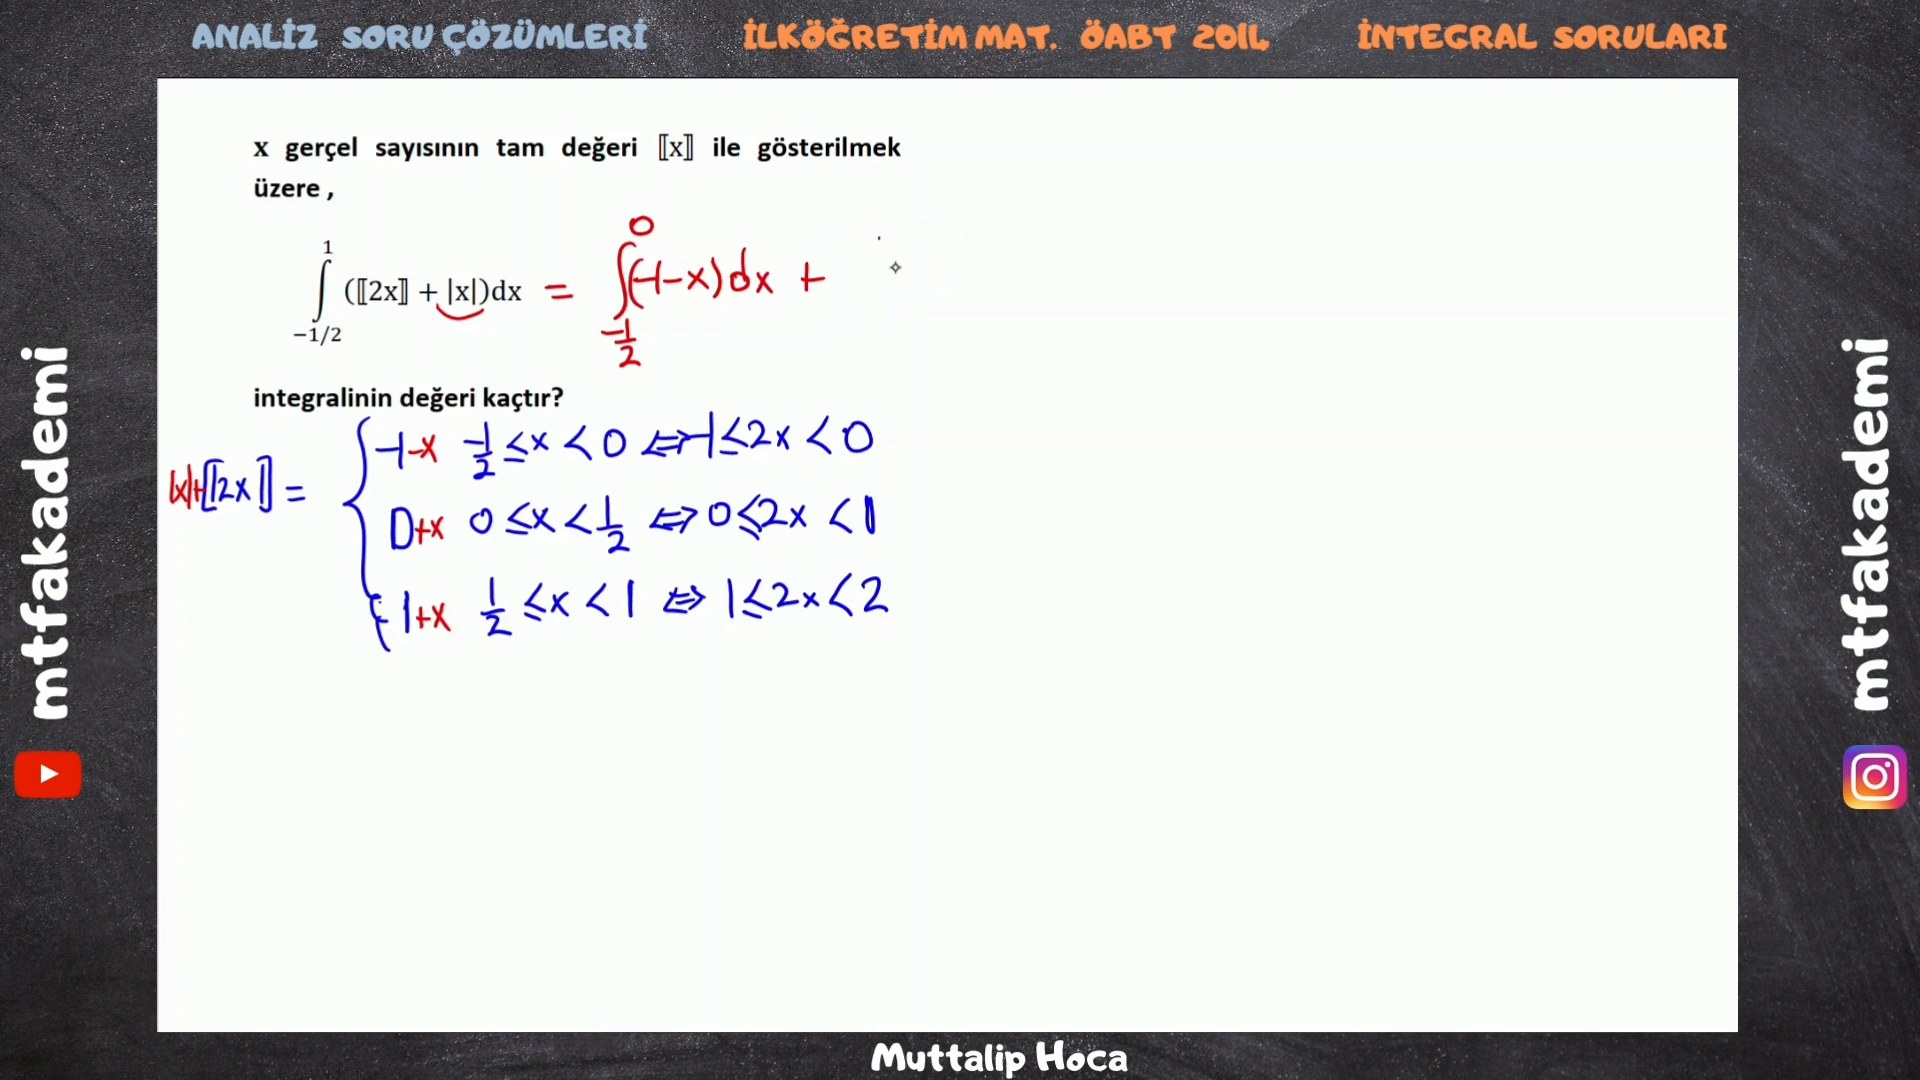 ANALİZ SORU ÇÖZÜMLERİ İLKÖĞRETİM MAT. ÖABT 2014 İNTEGRAL SORULARI
x gerçel sayısının tam değeri ⟦x⟧ ile gösterilmek
üzere ,
∫_{-1/2}^{1} (⟦2x⟧ + |x|)dx = ∫_{-1/2}^{0} (-1-x)dx +
integralinin değeri kaçtır?
|x|+⟦2x⟧ = {
-1-x -1/2 ≤ x < 0 ⇔ -1 ≤ 2x < 0
0+x 0 ≤ x < 1/2 ⇔ 0 ≤ 2x < 1
1+x 1/2 ≤ x < 1 ⇔ 1 ≤ 2x < 2
mtfakademi
mtfakademi
Muttalip Hoca